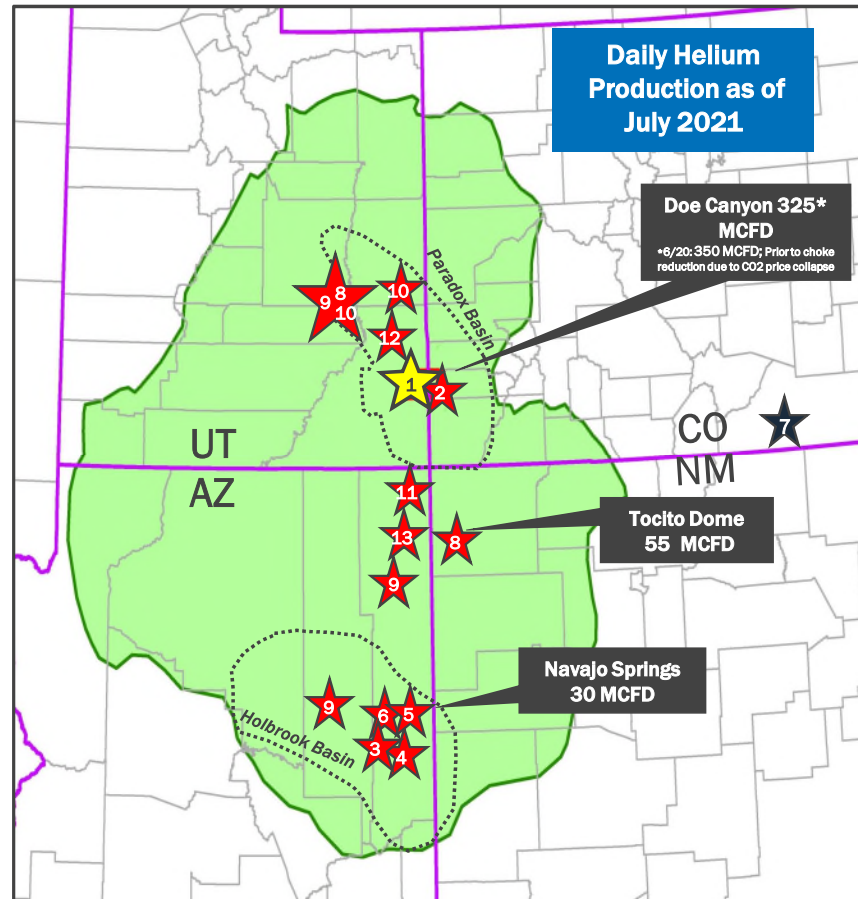 Daily Helium
Production as of
July 2021
Doe Canyon 325*
MCFD
*6/20: 350 MCFD; Prior to choke
reduction due to CO2 price collapse
Paradox Basin
8
9
10
10
12
1
2
7
UT
CO
AZ
NM
11
13
8
9
Tocito Dome
55 MCFD
Navajo Springs
30 MCFD
9
6
5
3
4
Holbrook Basin